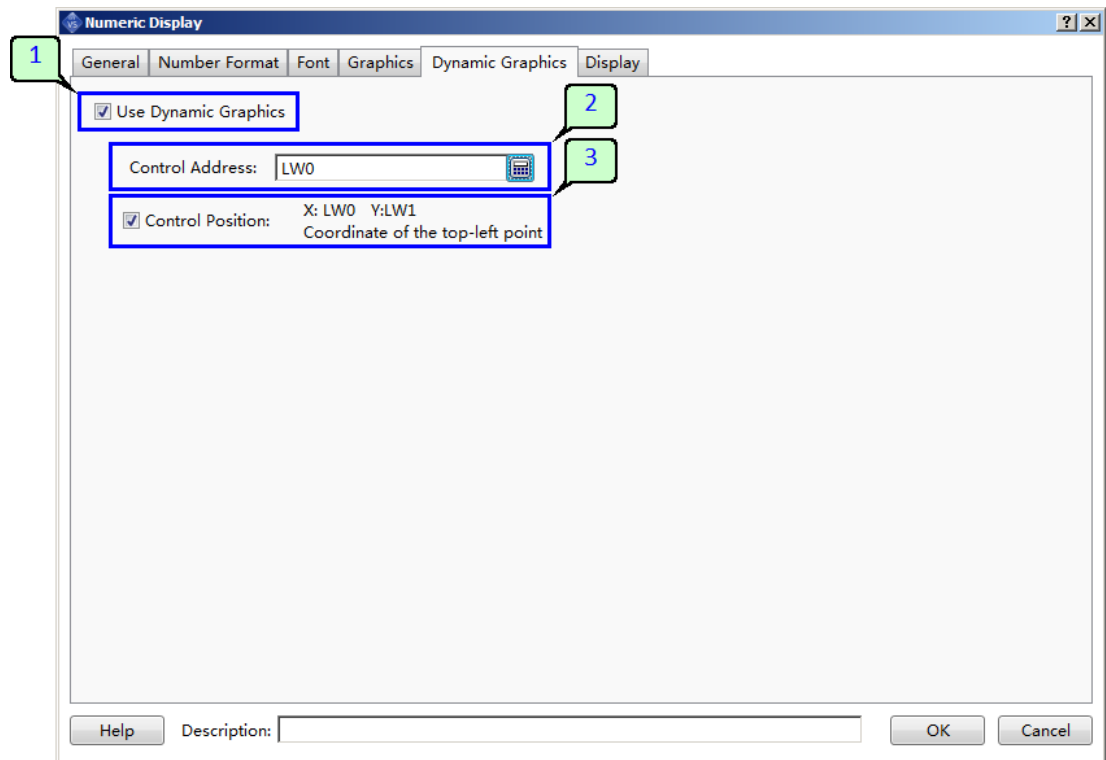 Numeric Display
1
General Number Format Font Graphics Dynamic Graphics Display
Use Dynamic Graphics
2
Control Address: LW0
3
Control Position: X: LW0 Y:LW1
Coordinate of the top-left point
Help Description: OK Cancel